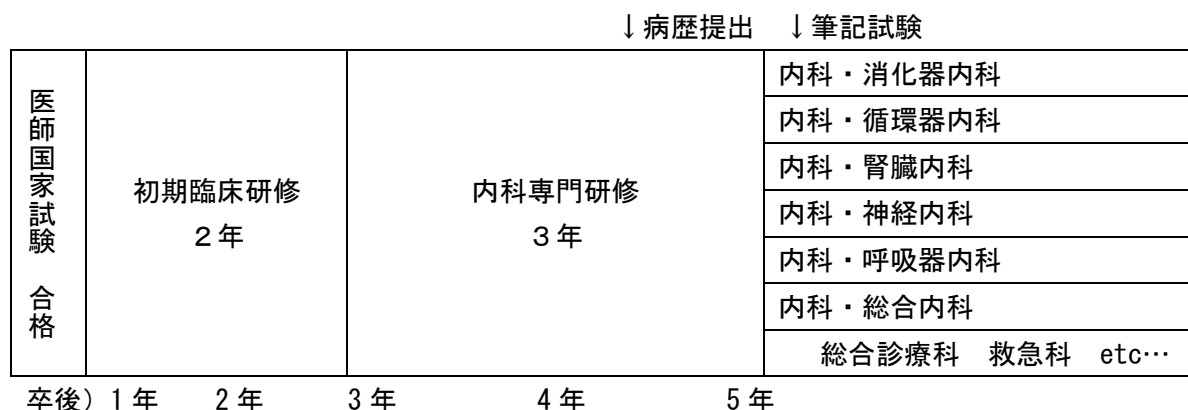 ↓病歴提出 ↓筆記試験
医師国家試験 合格
初期臨床研修
２年
内科専門研修
３年
内科・消化器内科
内科・循環器内科
内科・腎臓内科
内科・神経内科
内科・呼吸器内科
内科・総合内科
総合診療科 救急科 etc…
卒後）1年 2年 3年 4年 5年